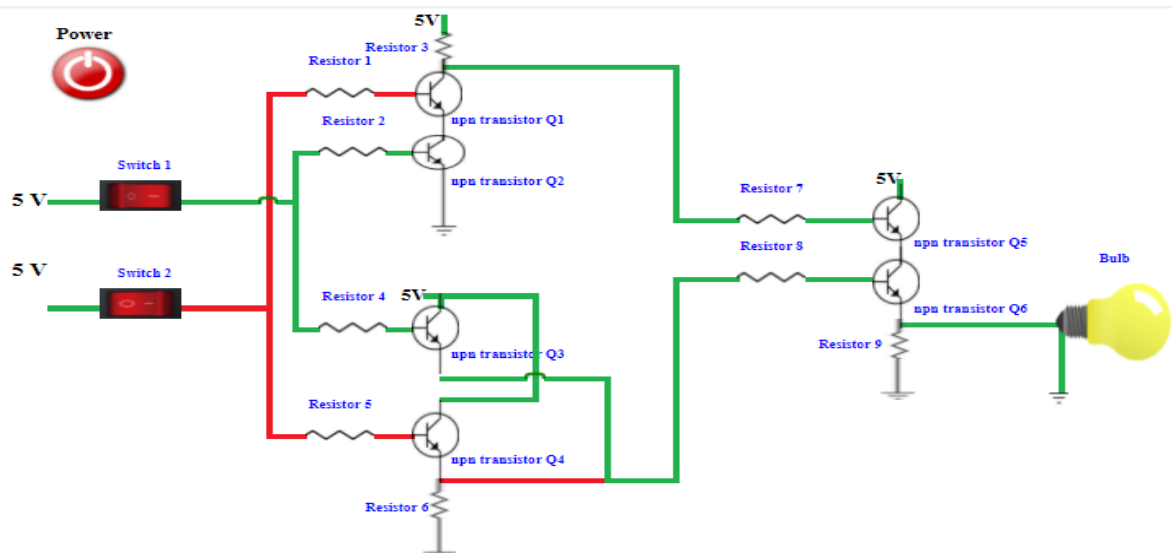 Power
5V
Resistor 3
Resistor 1
npn transistor Q1
Resistor 2
npn transistor Q2
Switch 1
5 V
5 V
Switch 2
Resistor 4
5V
npn transistor Q3
Resistor 5
npn transistor Q4
Resistor 6
Resistor 7
5V
Resistor 8
npn transistor Q5
npn transistor Q6
Resistor 9
Bulb